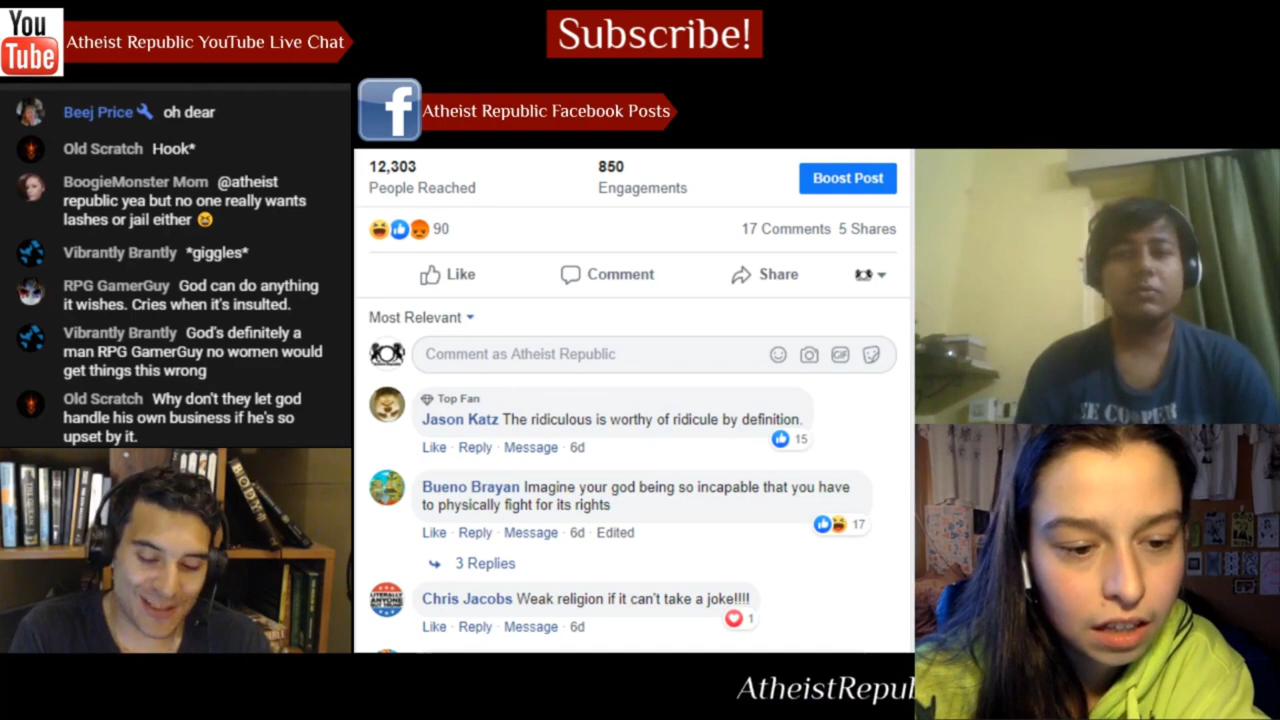 You
Tube
Atheist Republic YouTube Live Chat
Subscribe!
Beej Price oh dear
Old Scratch Hook*
BoogieMonster Mom @atheist
republic yea but no one really wants
lashes or jail either
Vibrantly Brantly *giggles*
RPG GamerGuy God can do anything
it wishes. Cries when it's insulted.
Vibrantly Brantly God's definitely a
man RPG GamerGuy no women would
get things this wrong
Old Scratch Why don't they let god
handle his own business if he's so
upset by it.
f
Atheist Republic Facebook Posts
12,303
People Reached
850
Engagements
Boost Post
90
17 Comments 5 Shares
Like Comment Share
Most Relevant
Comment as Atheist Republic
GIF
Top Fan
Jason Katz The ridiculous is worthy of ridicule by definition.
15
Like · Reply · Message · 6d
Bueno Brayan Imagine your god being so incapable that you have
to physically fight for its rights
17
Like · Reply · Message · 6d · Edited
3 Replies
LITERALLY
ANYONE
Chris Jacobs Weak religion if it can't take a joke!!!!
1
Like · Reply · Message · 6d
BODY
EE COOPER
AtheistRepubl